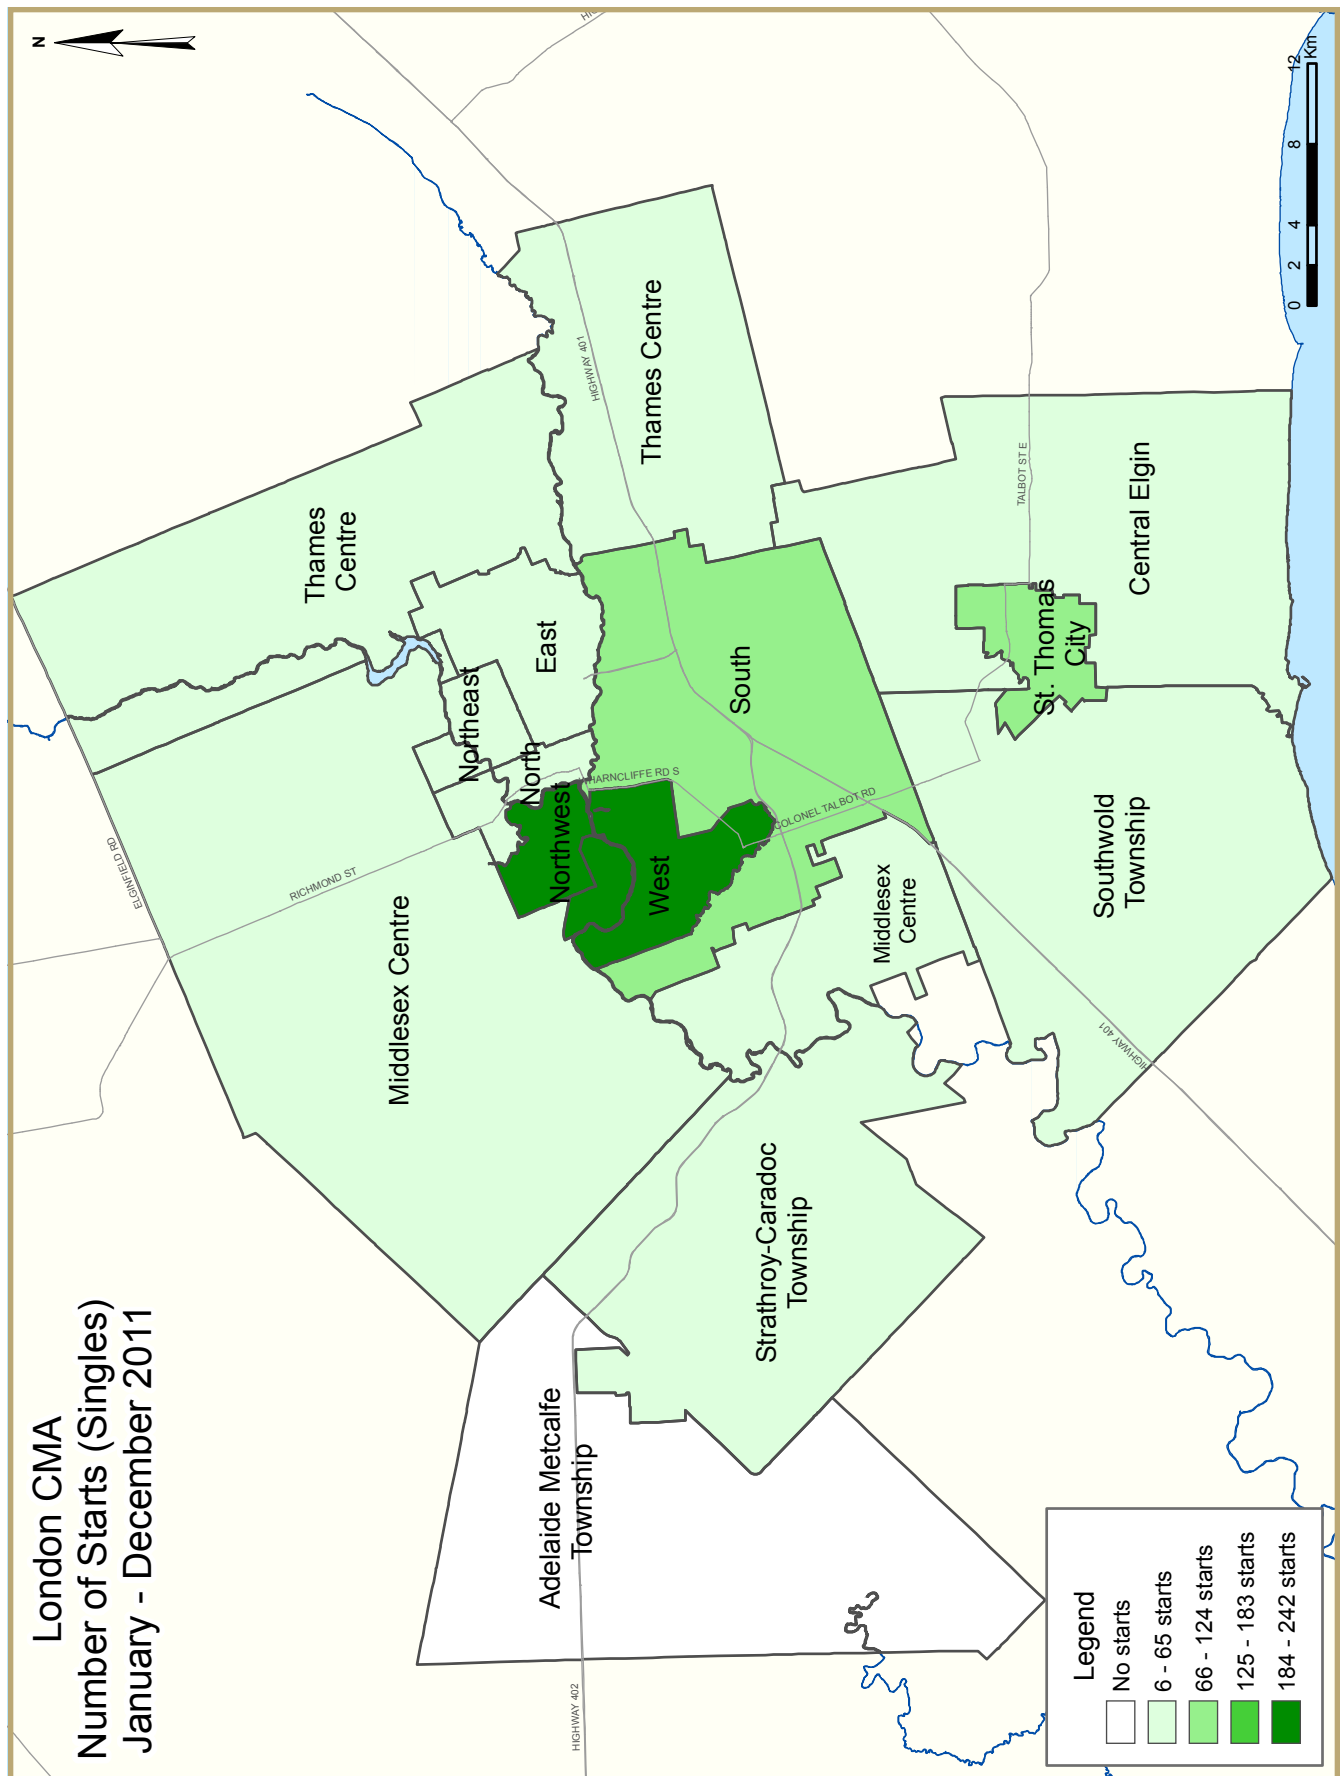 London CMA
Number of Starts (Singles)
January - December 2011
N
ELGINFIELD RD
RICHMOND ST
Thames
Centre
Middlesex Centre
Northeast
East
North
Northwest
WHARNCLIFFE RD S
West
South
HIGHWAY 401
Thames Centre
COLONEL TALBOT RD
Middlesex
Centre
Adelaide Metcalfe
Township
HIGHWAY 402
Strathroy-Caradoc
Township
TALBOT ST E
St. Thomas
City
Central Elgin
Southwold
Township
HIGHWAY 401
Legend
No starts
6 - 65 starts
66 - 124 starts
125 - 183 starts
184 - 242 starts
0 2 4 8 12
Km